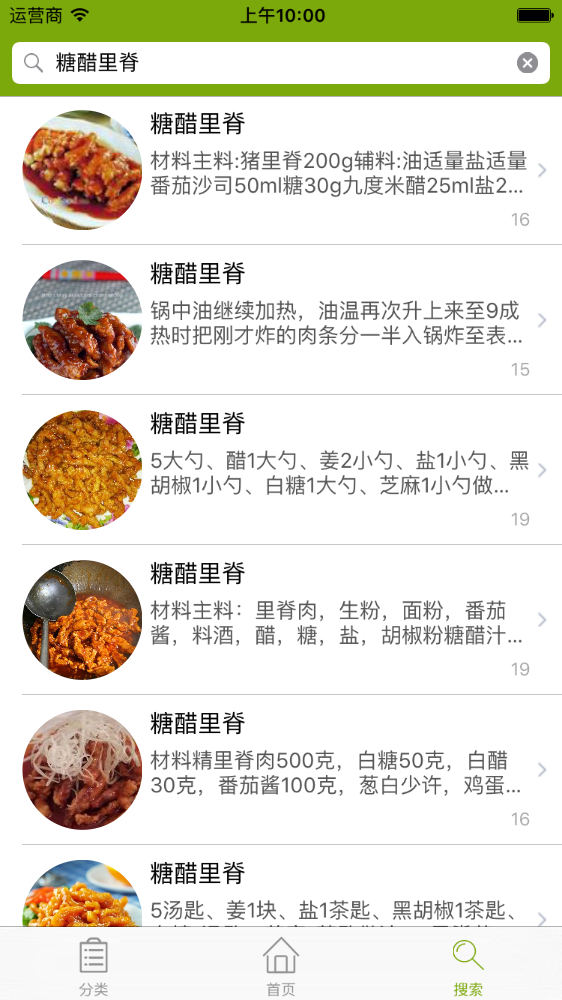 运营商 上午10:00
糖醋里脊
糖醋里脊
材料主料:猪里脊200g辅料:油适量盐适量
番茄沙司50ml糖30g九度米醋25ml盐2...
16
糖醋里脊
锅中油继续加热，油温再次升上来至9成
热时把刚才炸的肉条分一半入锅炸至表...
15
糖醋里脊
5大勺、醋1大勺、姜2小勺、盐1小勺、黑
胡椒1小勺、白糖1大勺、芝麻1小勺做...
19
糖醋里脊
材料主料：里脊肉，生粉，面粉，番茄
酱，料酒，醋，糖，盐，胡椒粉糖醋汁...
19
糖醋里脊
材料精里脊肉500克，白糖50克，白醋
30克，番茄酱100克，葱白少许，鸡蛋...
16
糖醋里脊
5汤匙、姜1块、盐1茶匙、黑胡椒1茶匙、
分类 首页 搜索